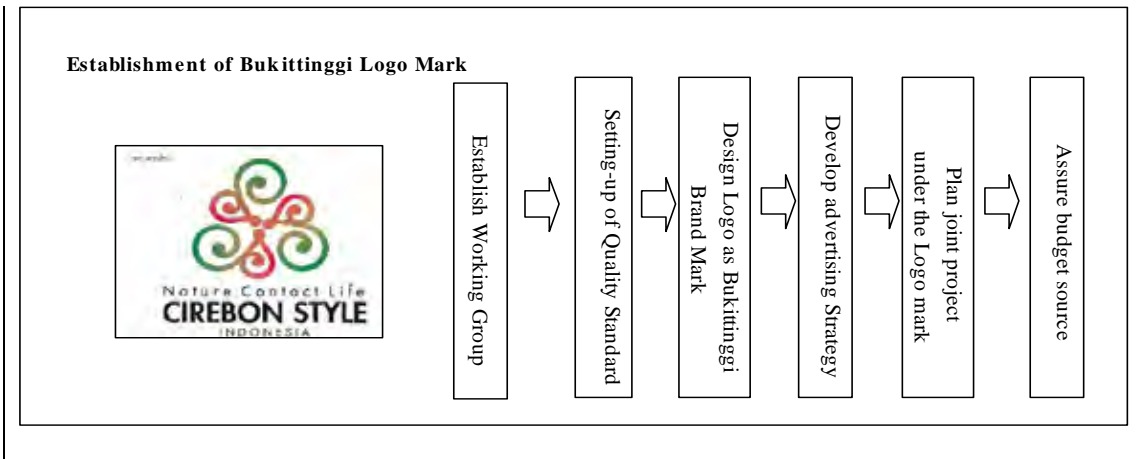 Establishment of Bukittinggi Logo Mark
Nature Contact Life
CIREBON STYLE
INDONESIA
Establish Working Group
Setting-up of Quality Standard
Design Logo as Bukittinggi
Brand Mark
Develop advertising Strategy
Plan joint project
under the Logo mark
Assure budget source